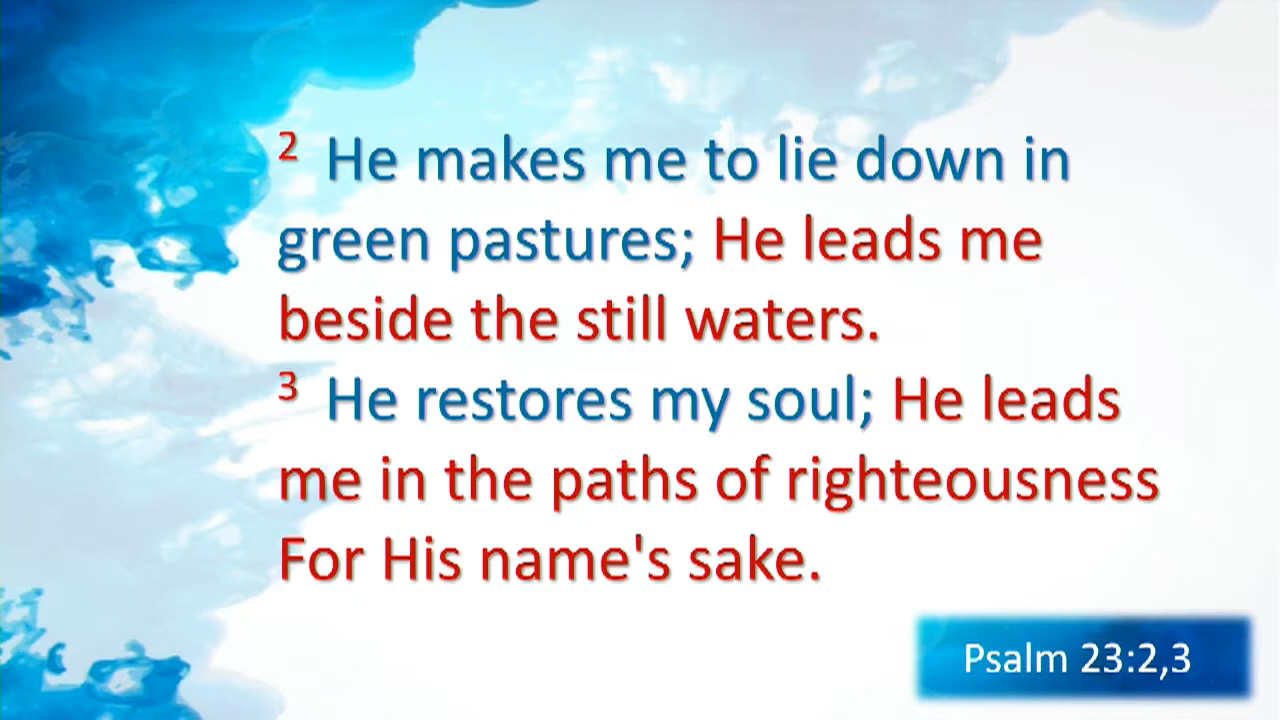 2 He makes me to lie down in
green pastures; He leads me
beside the still waters.
3 He restores my soul; He leads
me in the paths of righteousness
For His name's sake.
Psalm 23:2,3